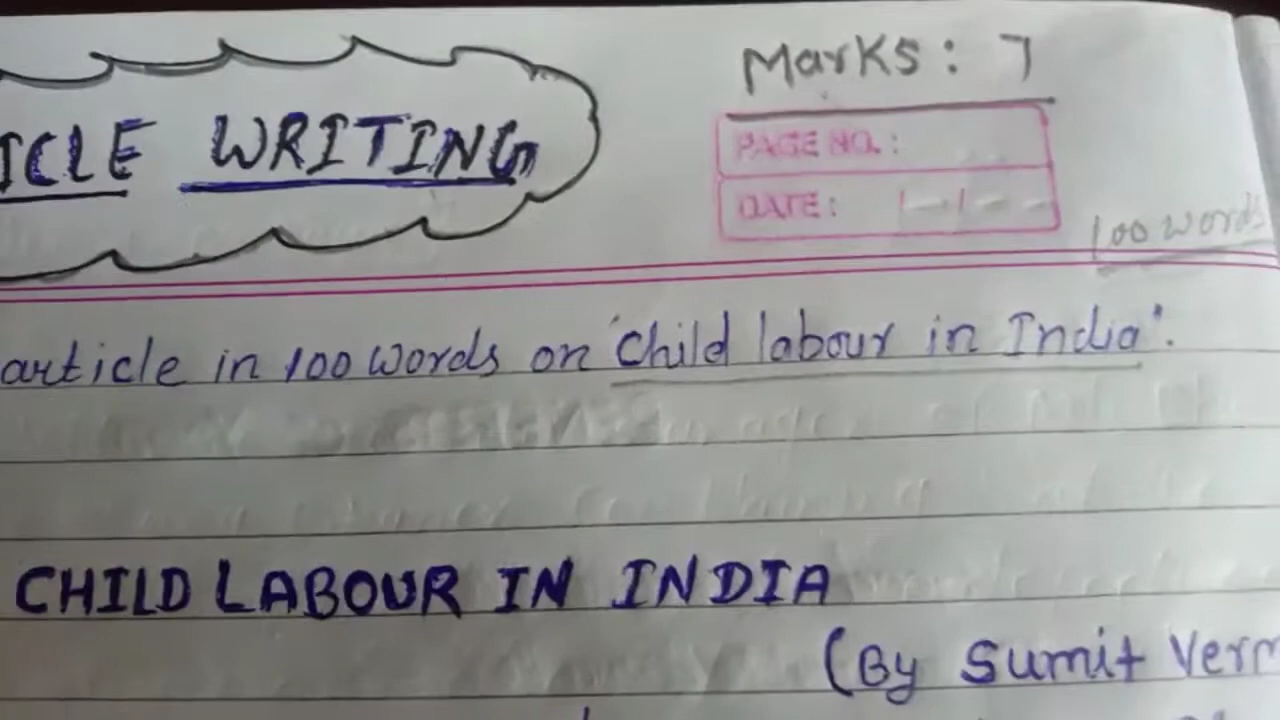 Marks: 7
ICLE WRITING
PAGE NO.:
DATE:
100 words
article in 100 words on 'Child labour in India'.
CHILD LABOUR IN INDIA
(By Sumit Verm